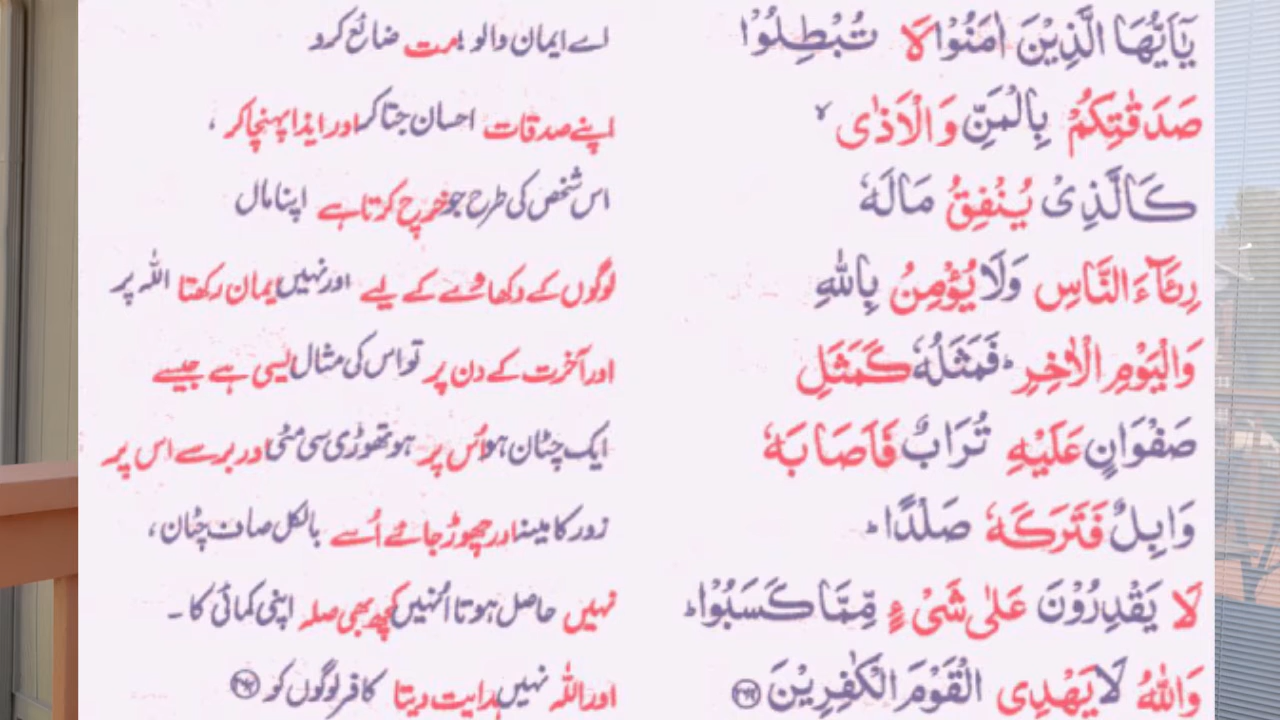 يٰٓاَيُّهَا الَّذِيْنَ اٰمَنُوْا لَا تُبْطِلُوْا اے ایمان والو! مت ضائع کرو
صَدَقٰتِكُمْ بِالْمَنِّ وَالْاَذٰى ۙ اپنے صدقات احسان جتا کر اور ایذا پہنچا کر ،
كَالَّذِىْ يُنْفِقُ مَالَهٗ اس شخص کی طرح جو خرچ کرتا ہے اپنا مال
رِئَآءَ النَّاسِ وَلَا يُؤْمِنُ بِاللّٰهِ لوگوں کے دکھاوے کے لیے اور نہیں ایمان رکھتا اللہ پر
وَالْيَوْمِ الْاٰخِرِ ؕ فَمَثَلُهٗ كَمَثَلِ اور آخرت کے دن پر تو اس کی مثال ایسی ہے جیسے
صَفْوَانٍ عَلَيْهِ تُرَابٌ فَاَصَابَهٗ ایک چٹان ہو اُس پر ہو تھوڑی سی مٹی اور برسے اس پر
وَابِلٌ فَتَرَكَهٗ صَلْدًا ؕ زور کا مینہ اور چھوڑ جائے اُسے بالکل صاف چٹان ،
لَا يَقْدِرُوْنَ عَلٰى شَىْءٍ مِّمَّا كَسَبُوْا ؕ نہیں حاصل ہوتا اُنہیں کچھ بھی صلہ اپنی کمائی کا ۔
وَاللّٰهُ لَا يَهْدِى الْقَوْمَ الْكٰفِرِيْنَ ۝۲۶۴ اور اللہ نہیں ہدایت دیتا کافر لوگوں کو ۝۲۶۴